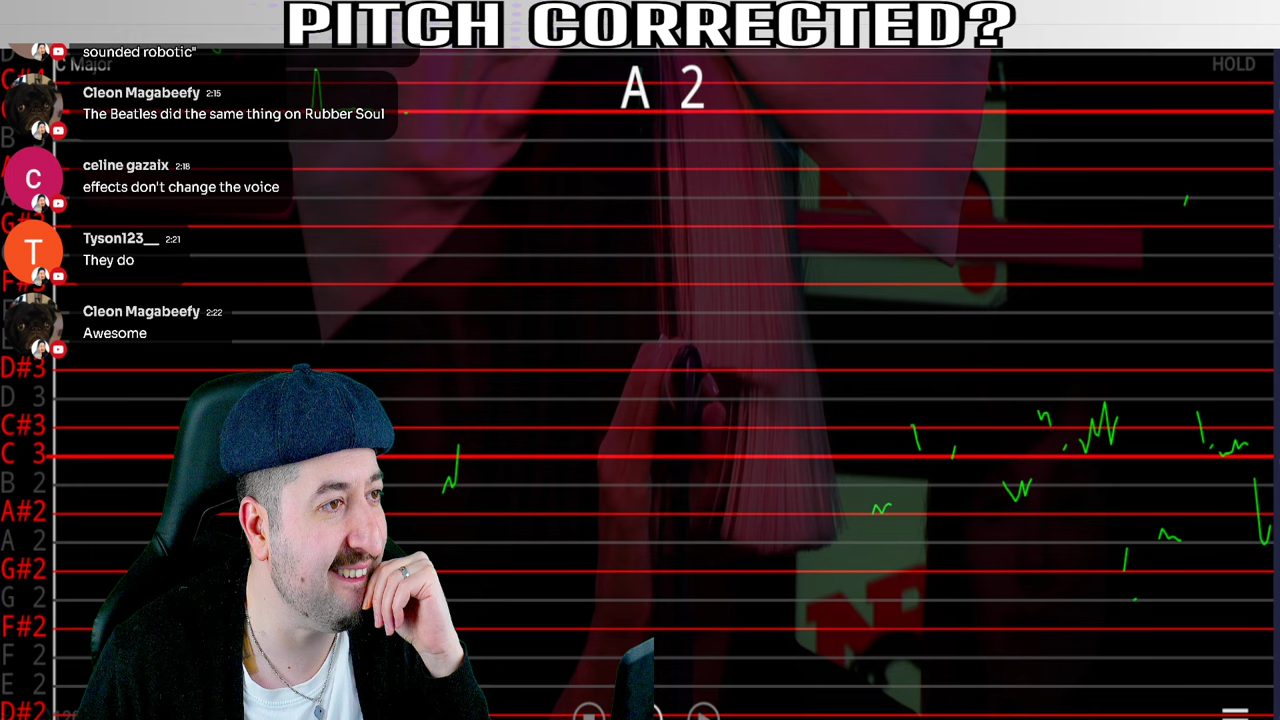 PITCH CORRECTED?
sounded robotic"
C Major
HOLD
A 2
Cleon Magabeefy 2:15
The Beatles did the same thing on Rubber Soul
celine gazaix 2:18
effects don't change the voice
C
Tyson123__ 2:21
They do
T
Cleon Magabeefy 2:22
Awesome
D#3
D 3
C#3
C 3
B 2
A#2
A 2
G#2
G 2
F#2
F 2
E 2
D#2